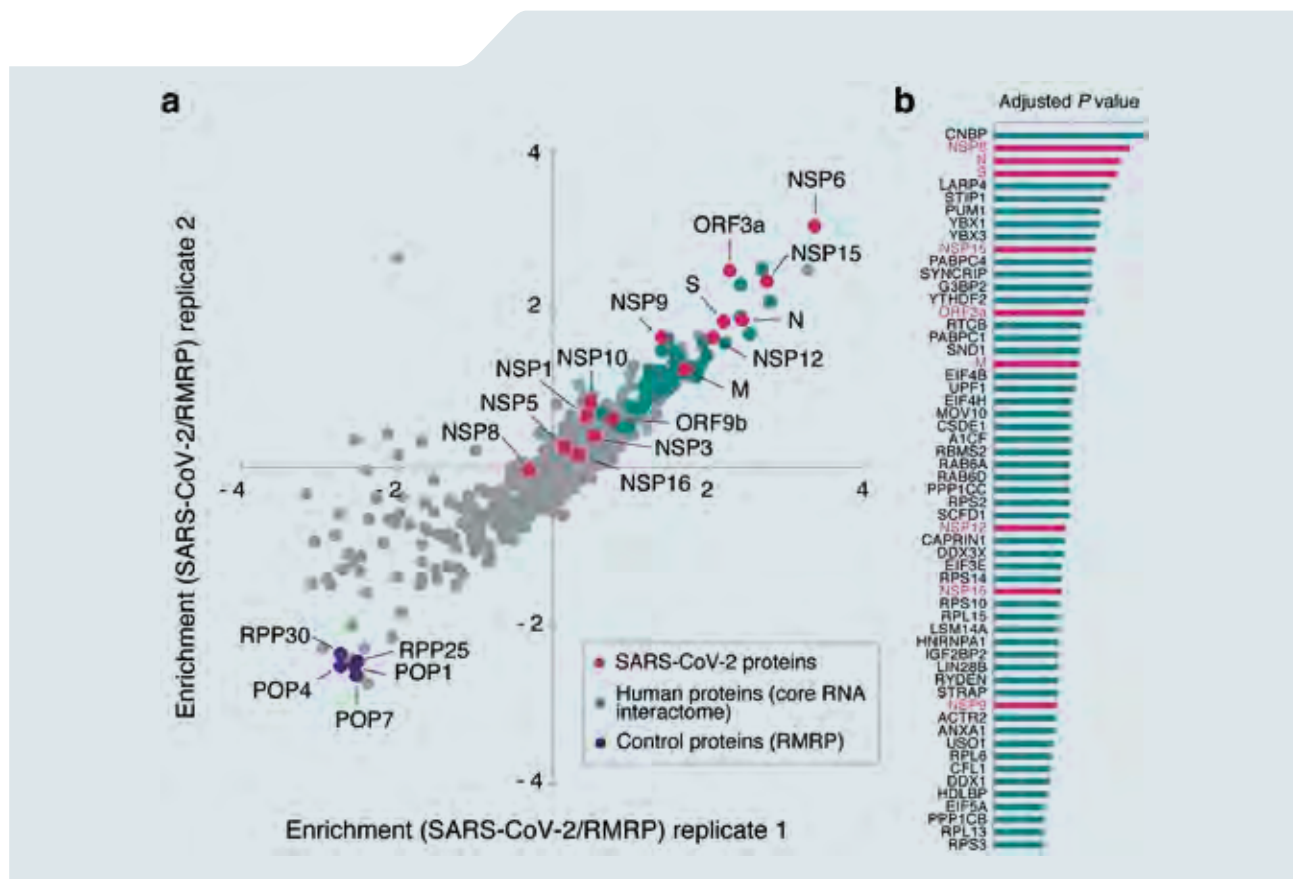 a
Enrichment (SARS-CoV-2/RMRP) replicate 2
4
2
-4
-2
2
4
-2
-4
NSP6
ORF3a
NSP15
S
NSP9
N
NSP12
NSP10
NSP1
M
NSP5
ORF9b
NSP8
NSP3
NSP16
RPP30
RPP25
POP4
POP1
POP7
SARS-CoV-2 proteins
Human proteins (core RNA
interactome)
Control proteins (RMRP)
Enrichment (SARS-CoV-2/RMRP) replicate 1
b
Adjusted P value
CNBP
N
S
LARP4
STIP1
PUM1
YBX1
YBX3
PABPC4
SYNCRIP
G3BP2
YTHDF2
ORF3a
RTCB
PABPC1
SND1
M
EIF4B
UPF1
EIF4H
MOV10
CSDE1
A1CF
RBMS2
RAB6A
RAB6D
PPP1CC
RPS2
SCFD1
NSP12
CAPRIN1
DDX3X
EIF3E
RPS14
RPS10
RPL15
LSM14A
HNRNPA1
IGF2BP2
LIN28B
RYDEN
STRAP
NSP9
ACTR2
ANXA1
USO1
RPL6
CFL1
DDX1
HDLBP
EIF5A
PPP1CB
RPL13
RPS3